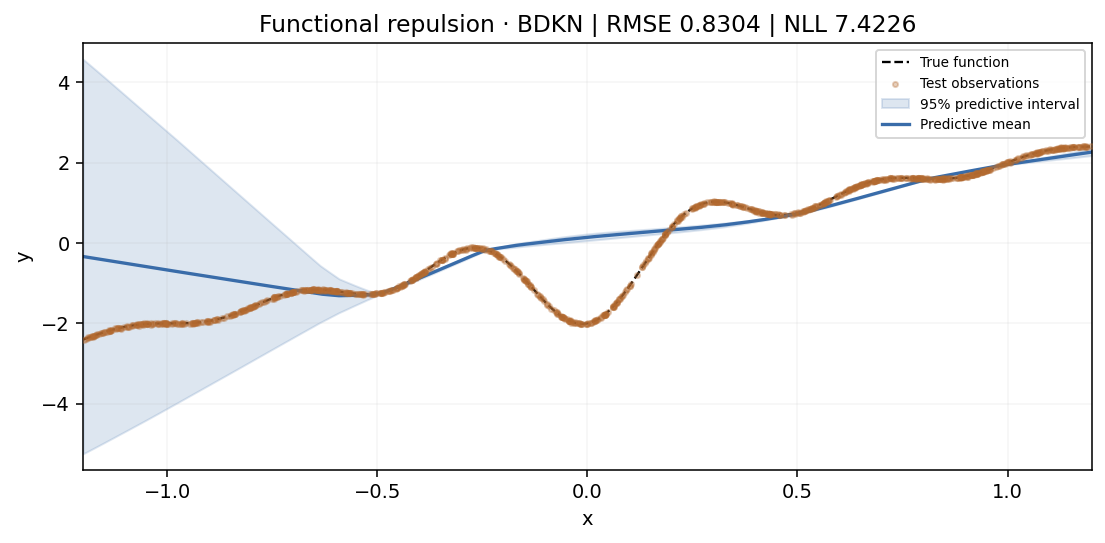 Functional repulsion · BDKN | RMSE 0.8304 | NLL 7.4226
True function
Test observations
95% predictive interval
Predictive mean
y
4
2
0
−2
−4
−1.0
−0.5
0.0
0.5
1.0
x